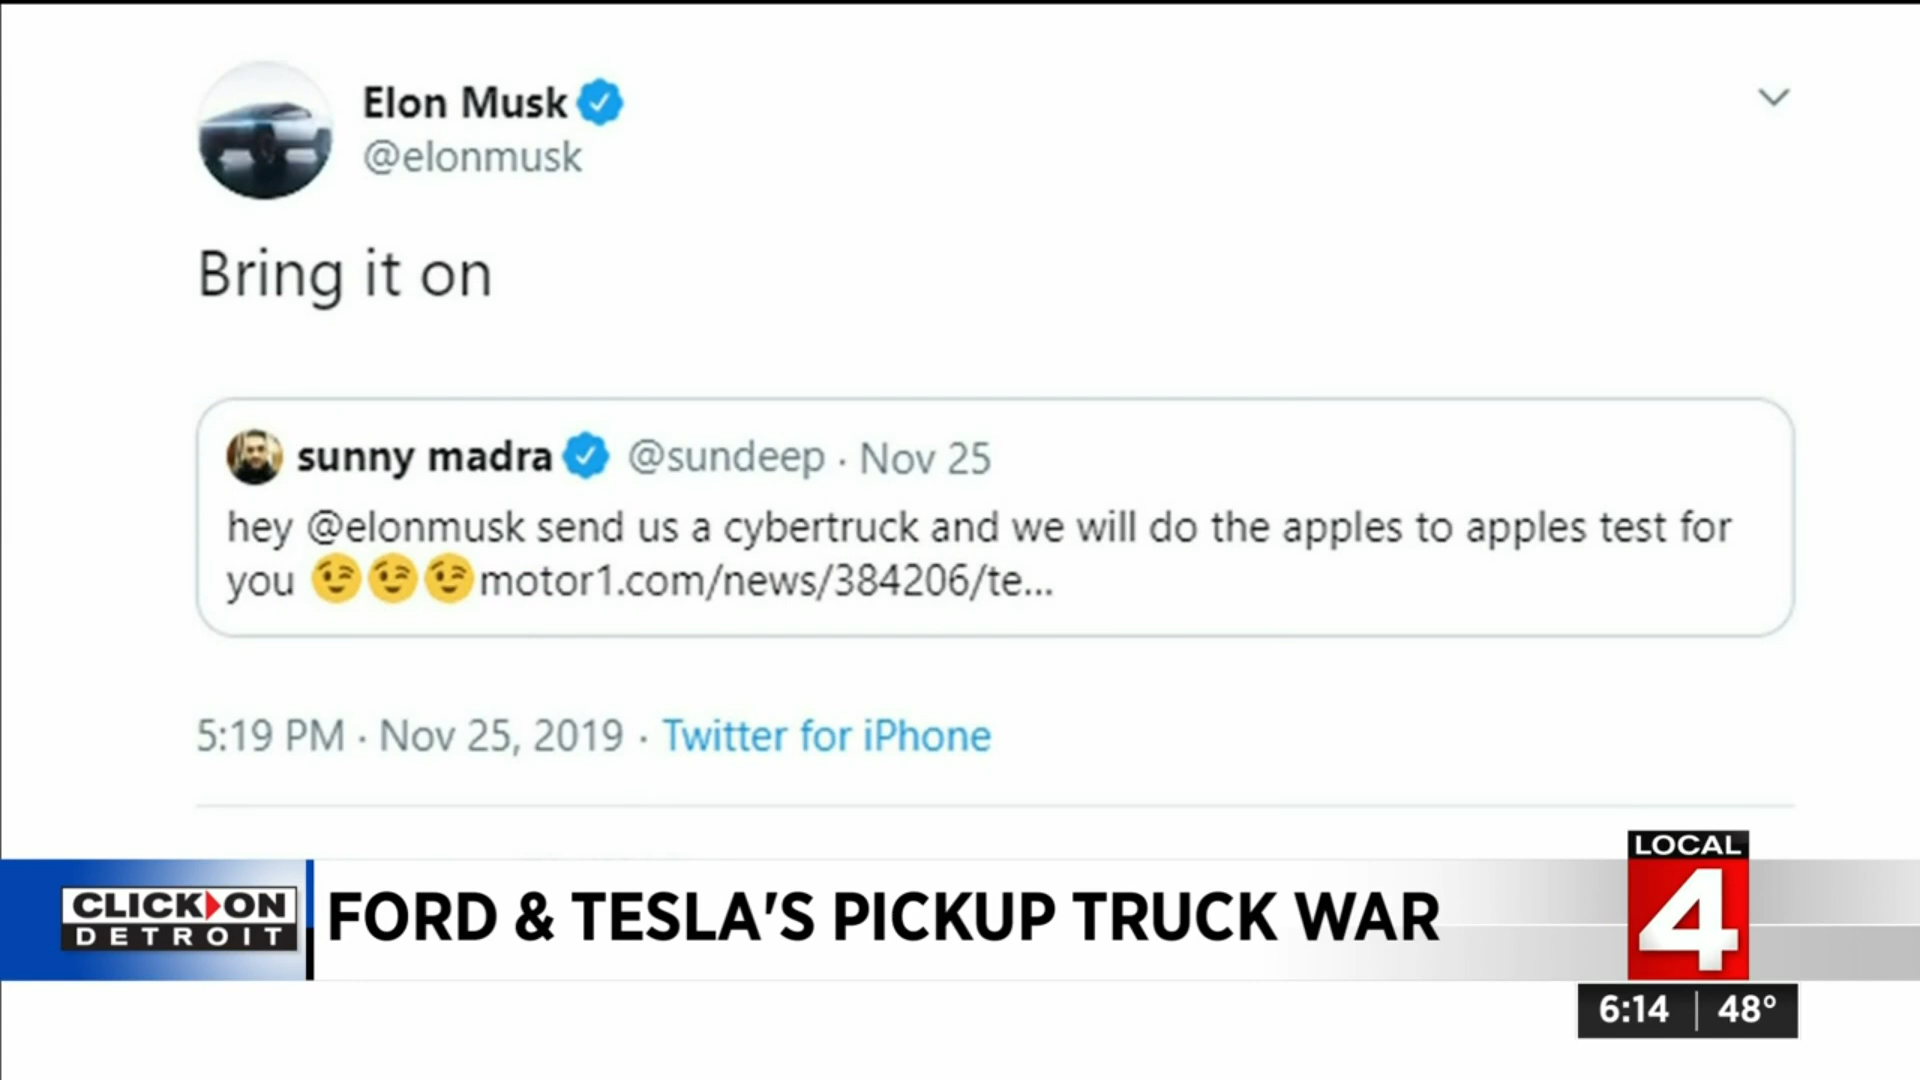 Elon Musk
@elonmusk
Bring it on
sunny madra @sundeep · Nov 25
hey @elonmusk send us a cybertruck and we will do the apples to apples test for
you 😉😉😉motor1.com/news/384206/te...
5:19 PM · Nov 25, 2019 · Twitter for iPhone
CLICK ON
DETROIT
FORD & TESLA'S PICKUP TRUCK WAR
LOCAL
4
6:14 | 48°